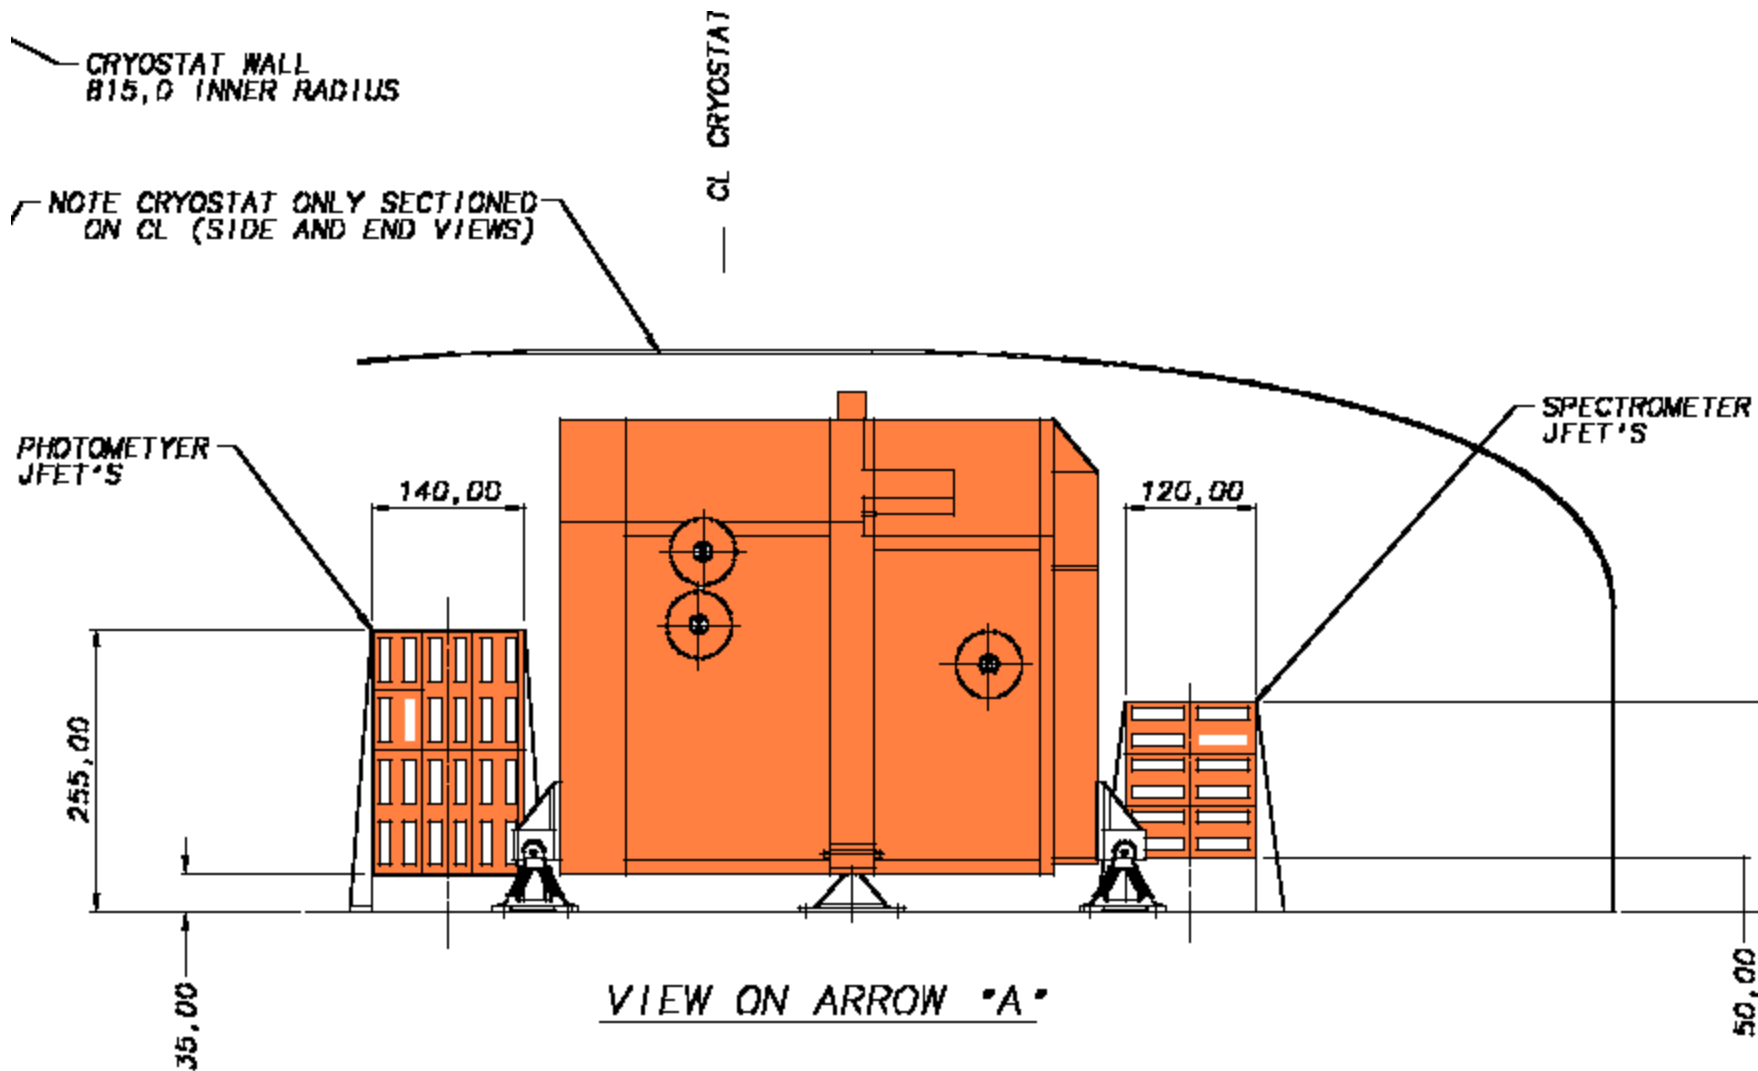 CRYOSTAT WALL
815,0 INNER RADIUS
CL CRYOSTAT
NOTE CRYOSTAT ONLY SECTIONED
ON CL (SIDE AND END VIEWS)
PHOTOMETYER
JFET'S
SPECTROMETER
JFET'S
140,00
120,00
255,00
35,00
50,00
VIEW ON ARROW "A"